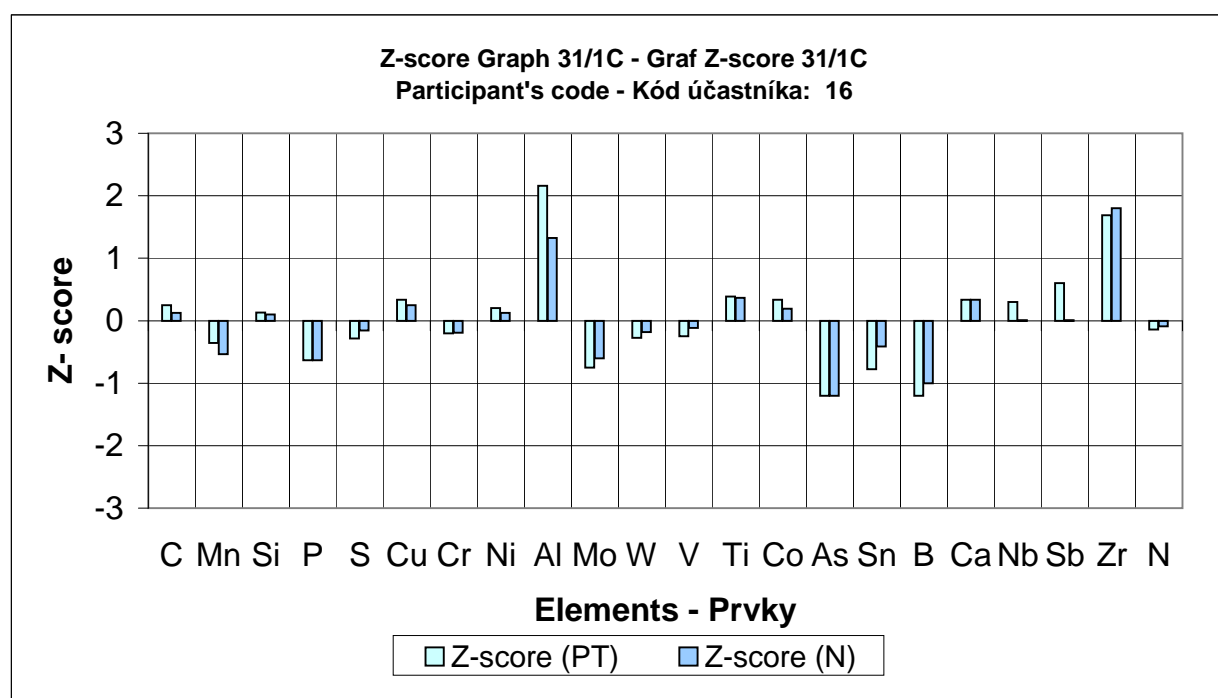 Z-score Graph 31/1C - Graf Z-score 31/1C
Participant's code - Kód účastníka: 16
3
2
1
0
-1
-2
-3
Z- score
C Mn Si P S Cu Cr Ni Al Mo W V Ti Co As Sn B Ca Nb Sb Zr N
Elements - Prvky
Z-score (PT) Z-score (N)